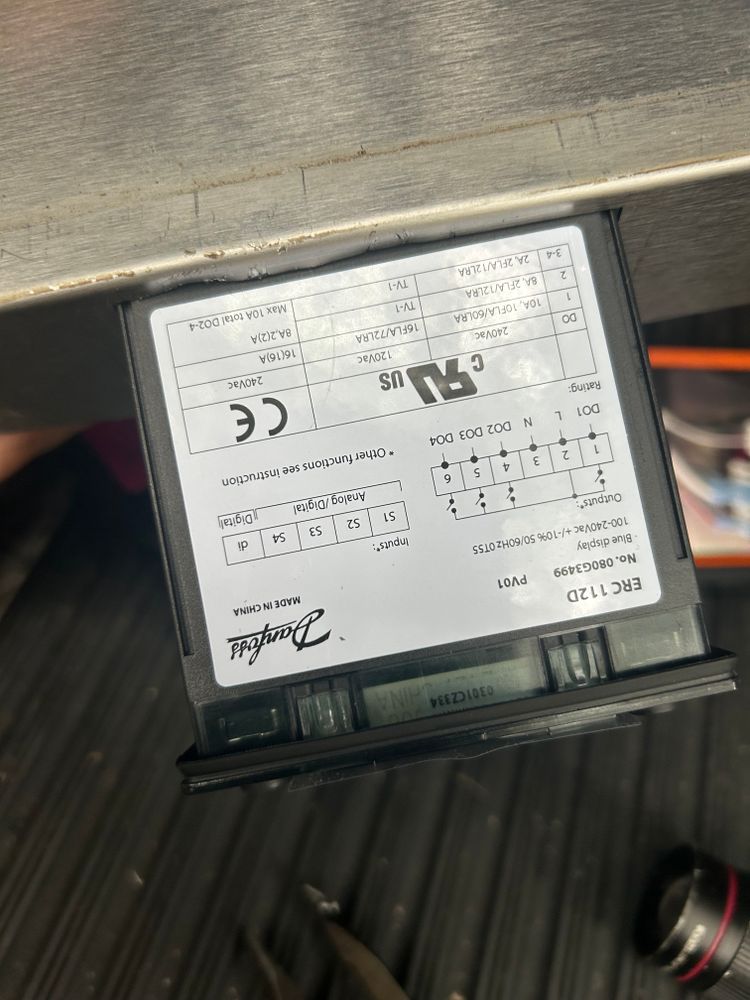 ERC 112D
No. 080G3499 PV01
- Blue display
100-240Vac +/-10% 50/60Hz 0T55
Danfoss
MADE IN CHINA
Outputs*:
1 2 3 4 5 6
DO1 L N DO2 DO3 DO4
Inputs*:
S1 S2 S3 S4 di
Analog/Digital Digital
* Other functions see instruction
Rating:
c RU US CE
DO 240Vac 120Vac 240Vac
1 10A, 10FLA/60LRA 16FLA/72LRA 16(16)A
2 8A, 2FLA/12LRA TV-1 8A,2(2)A
3-4 2A, 2FLA/12LRA TV-1 Max 10A total DO2-4
0301CZ334